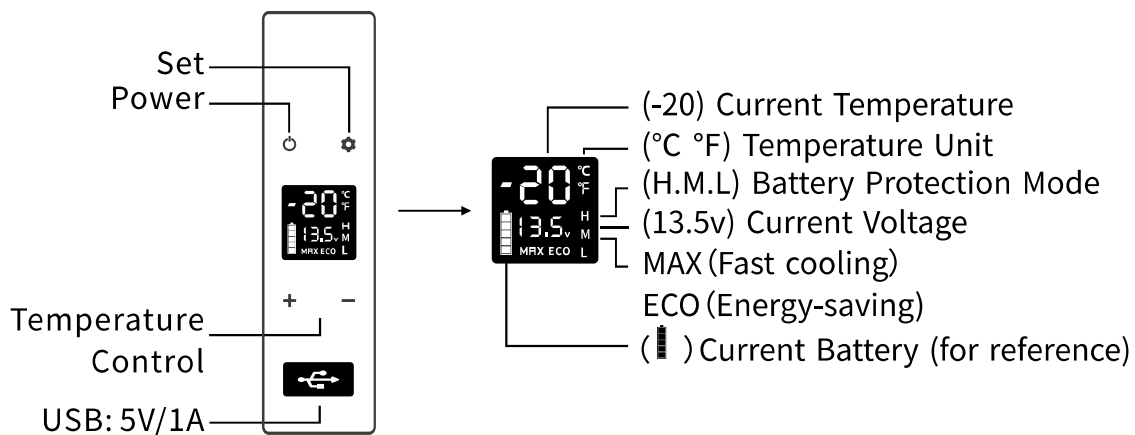 Set
Power
-20 °C °F
13.5v H M L
MAX ECO
+ −
Temperature
Control
USB: 5V/1A
-20 °C °F
13.5v H M L
MAX ECO
(-20) Current Temperature
(°C °F) Temperature Unit
(H.M.L) Battery Protection Mode
(13.5v) Current Voltage
MAX (Fast cooling)
ECO (Energy-saving)
( ) Current Battery (for reference)